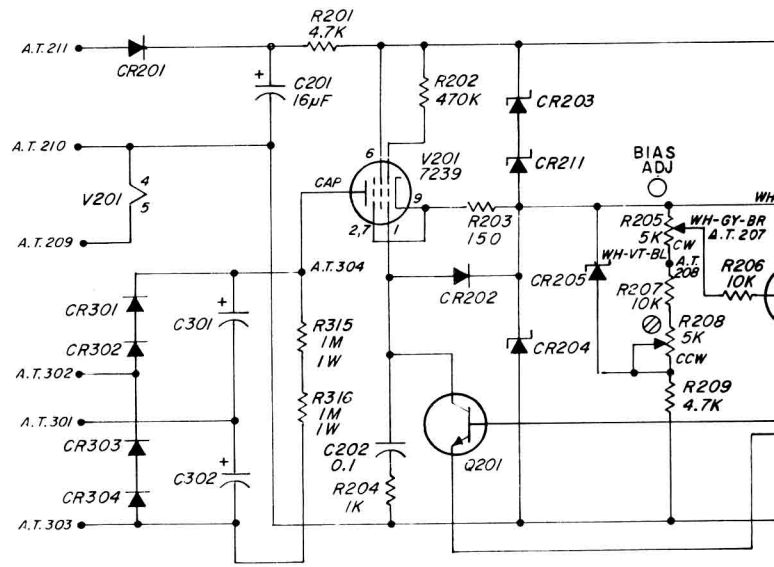 A.T.211
CR201
R201
4.7K
+
C201
16µF
R202
470K
CR203
CR211
A.T.210
V201
4
5
A.T.209
CAP
6
V201
7239
9
2,7
1
R203
150
BIAS
ADJ
WH
R205
5K
CW
WH-GY-BR
A.T.207
A.T.
208
WH-VT-BL
CR205
R206
10K
R207
10K
R208
5K
CCW
R209
4.7K
A.T.304
CR202
CR204
CR301
CR302
+
C301
R315
1M
1W
A.T.302
R316
1M
1W
A.T.301
CR303
CR304
+
C302
C202
0.1
R204
1K
Q201
A.T.303